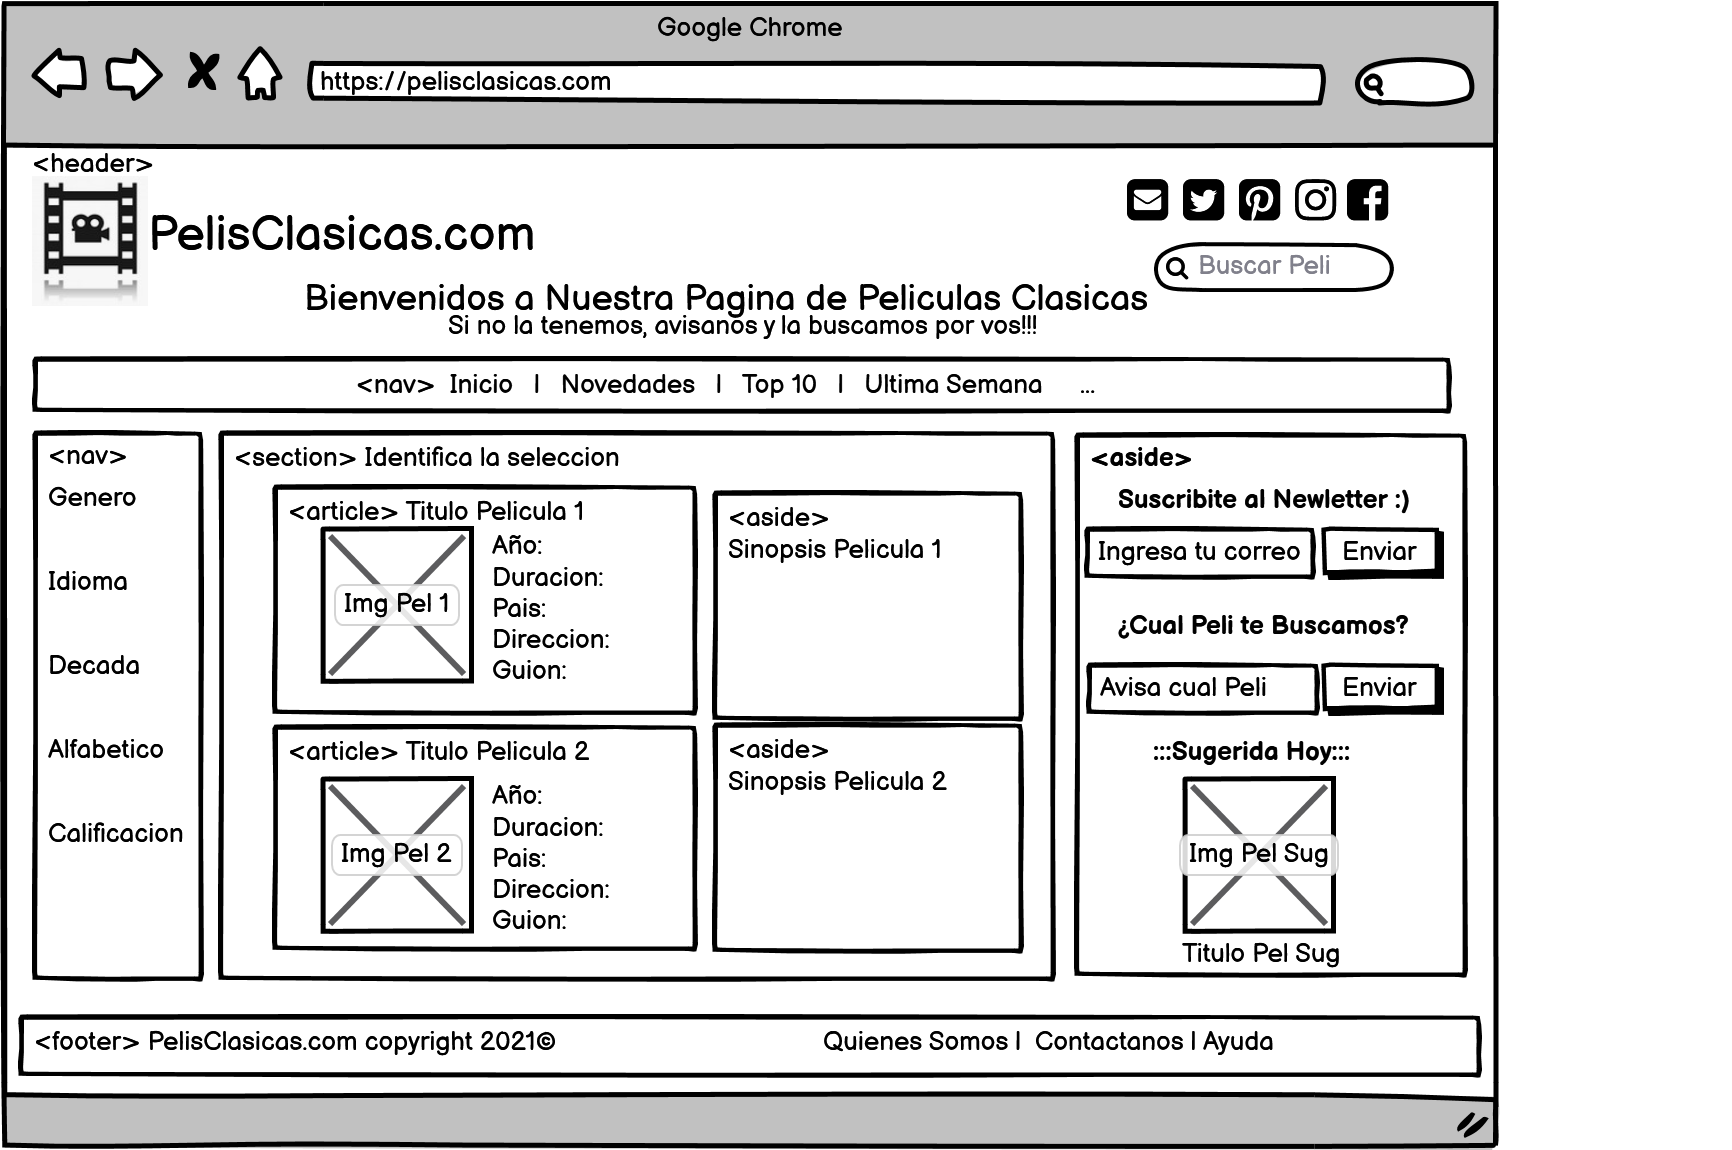 Google Chrome
https://pelisclasicas.com
<header>
PelisClasicas.com
Buscar Peli
Bienvenidos a Nuestra Pagina de Peliculas Clasicas
Si no la tenemos, avisanos y la buscamos por vos!!!
<nav> Inicio | Novedades | Top 10 | Ultima Semana ...
<nav>
Genero
Idioma
Decada
Alfabetico
Calificacion
<section> Identifica la seleccion
<article> Titulo Pelicula 1
Img Pel 1
Año:
Duracion:
Pais:
Direccion:
Guion:
<aside>
Sinopsis Pelicula 1
<article> Titulo Pelicula 2
Img Pel 2
Año:
Duracion:
Pais:
Direccion:
Guion:
<aside>
Sinopsis Pelicula 2
<aside>
Suscribite al Newletter :)
Ingresa tu correo Enviar
¿Cual Peli te Buscamos?
Avisa cual Peli Enviar
:::Sugerida Hoy:::
Img Pel Sug
Titulo Pel Sug
<footer> PelisClasicas.com copyright 2021© Quienes Somos | Contactanos | Ayuda